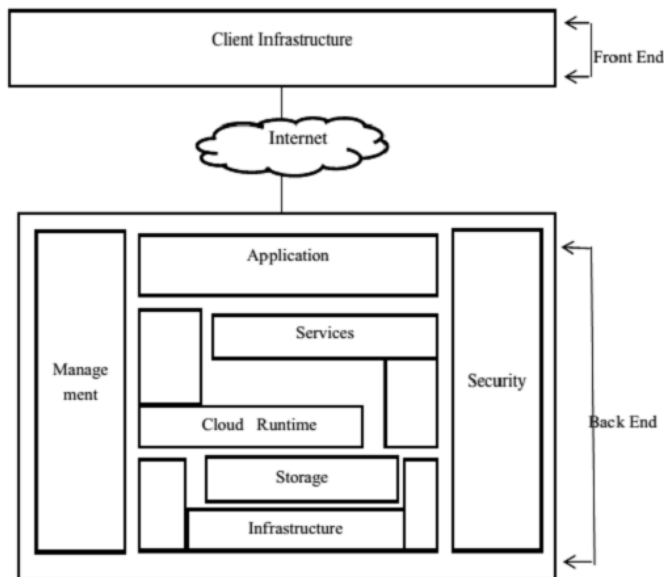 Client Infrastructure
Front End
Internet
Application
Services
Manage
ment
Security
Cloud Runtime
Back End
Storage
Infrastructure